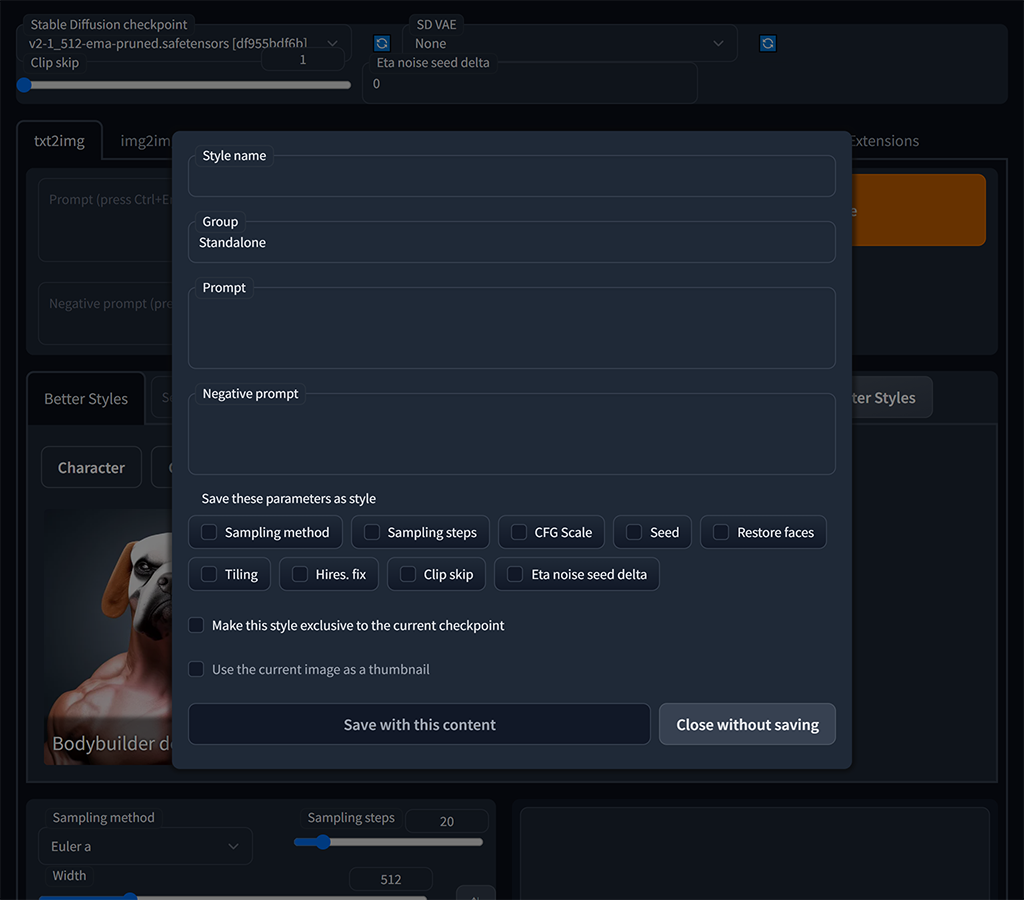 Stable Diffusion checkpoint
SD VAE
v2-1_512-ema-pruned.safetensors [df955bdf6b]
None
Clip skip
1
Eta noise seed delta
0
txt2img
img2im
Extensions
Style name
Prompt (press Ctrl+E
Group
Standalone
e
Prompt
Negative prompt (pre
Negative prompt
Better Styles
ter Styles
Character
Save these parameters as style
Sampling method
Sampling steps
CFG Scale
Seed
Restore faces
Tiling
Hires. fix
Clip skip
Eta noise seed delta
Make this style exclusive to the current checkpoint
Use the current image as a thumbnail
Save with this content
Close without saving
Bodybuilder d
Sampling method
Sampling steps
20
Euler a
Width
512